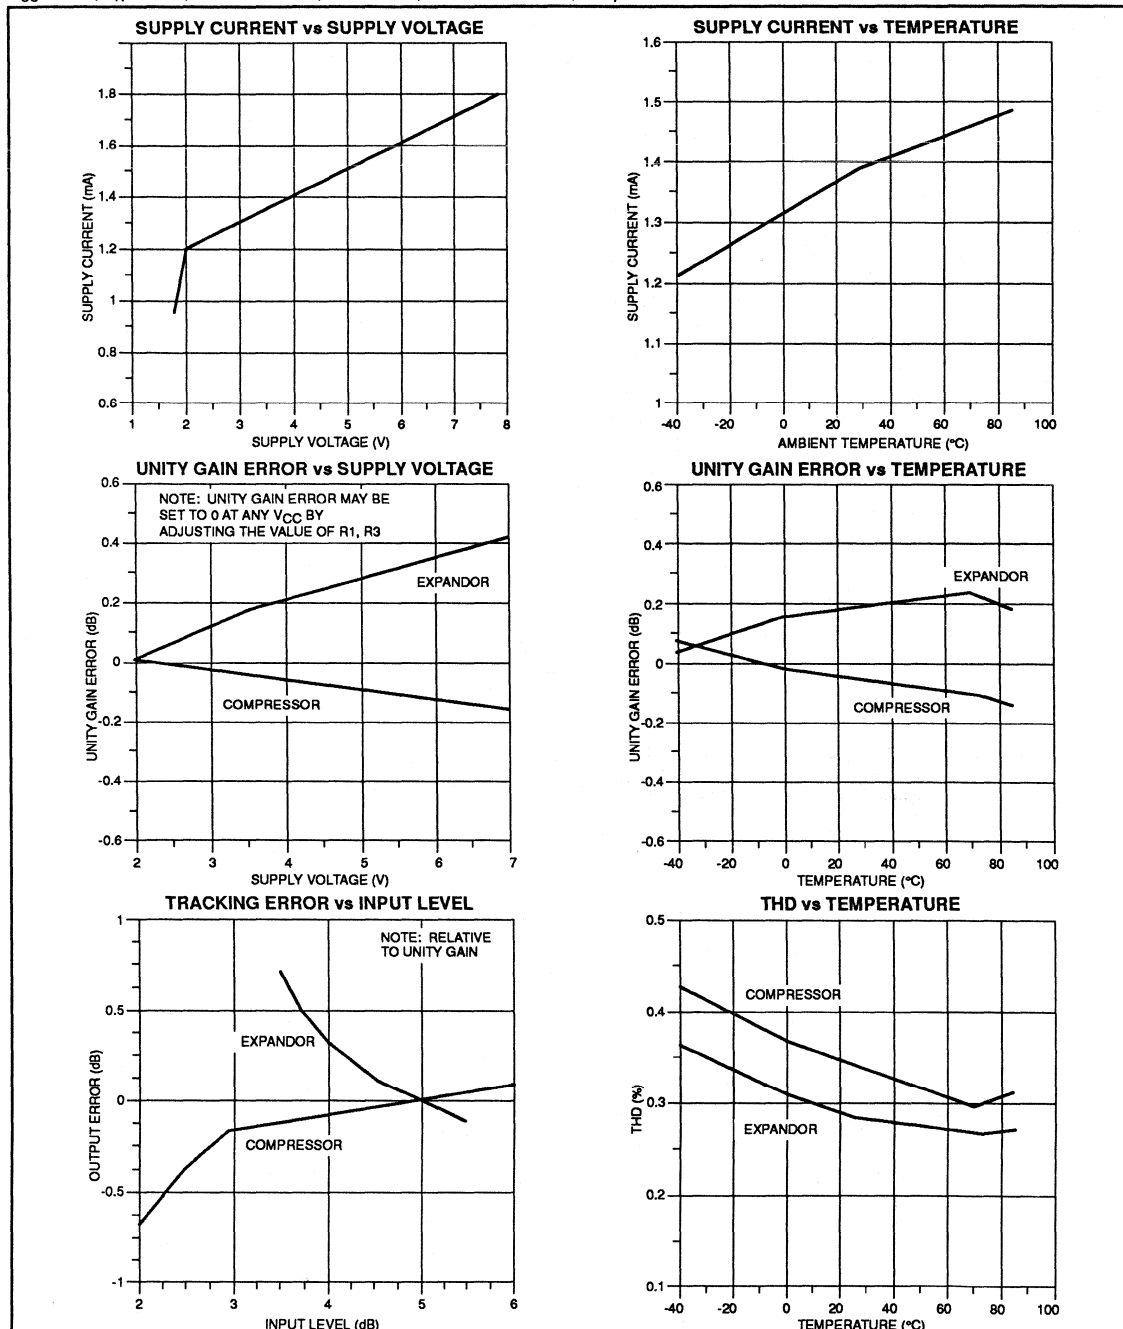 SUPPLY CURRENT vs SUPPLY VOLTAGE
1.8
1.6
1.4
1.2
1
0.8
0.6
SUPPLY CURRENT (mA)
1 2 3 4 5 6 7 8
SUPPLY VOLTAGE (V)
SUPPLY CURRENT vs TEMPERATURE
1.6
1.5
1.4
1.3
1.2
1.1
1
SUPPLY CURRENT (mA)
-40 -20 0 20 40 60 80 100
AMBIENT TEMPERATURE (°C)
UNITY GAIN ERROR vs SUPPLY VOLTAGE
NOTE: UNITY GAIN ERROR MAY BE
SET TO 0 AT ANY VCC BY
ADJUSTING THE VALUE OF R1, R3
0.6
0.4
0.2
0
-0.2
-0.4
-0.6
UNITY GAIN ERROR (dB)
EXPANDOR
COMPRESSOR
2 3 4 5 6 7
SUPPLY VOLTAGE (V)
UNITY GAIN ERROR vs TEMPERATURE
0.6
0.4
0.2
0
-0.2
-0.4
-0.6
UNITY GAIN ERROR (dB)
EXPANDOR
COMPRESSOR
-40 -20 0 20 40 60 80 100
TEMPERATURE (°C)
TRACKING ERROR vs INPUT LEVEL
NOTE: RELATIVE
TO UNITY GAIN
1
0.5
0
-0.5
-1
OUTPUT ERROR (dB)
EXPANDOR
COMPRESSOR
2 3 4 5 6
INPUT LEVEL (dB)
THD vs TEMPERATURE
0.5
0.4
0.3
0.2
0.1
THD (%)
COMPRESSOR
EXPANDOR
-40 -20 0 20 40 60 80 100
TEMPERATURE (°C)